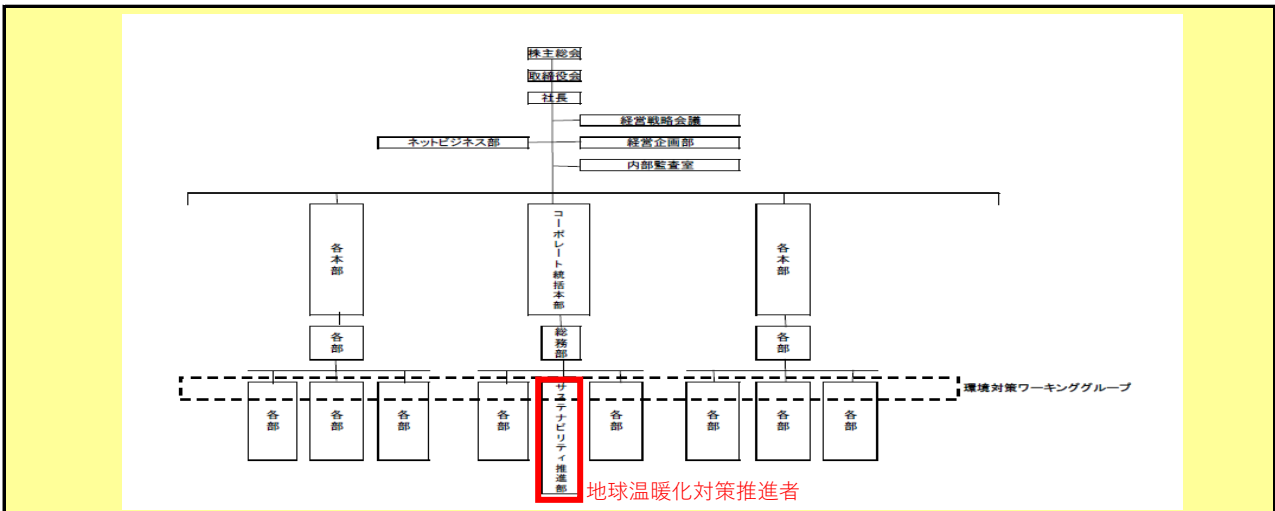 株主総会
取締役会
社長
経営戦略会議
ネットビジネス部
経営企画部
内部監査室
各本部
コーポレート統括本部
各本部
各部
総務部
各部
環境対策ワーキンググループ
各部
各部
各部
各部
サステナビリティ推進部
各部
各部
各部
各部
地球温暖化対策推進者